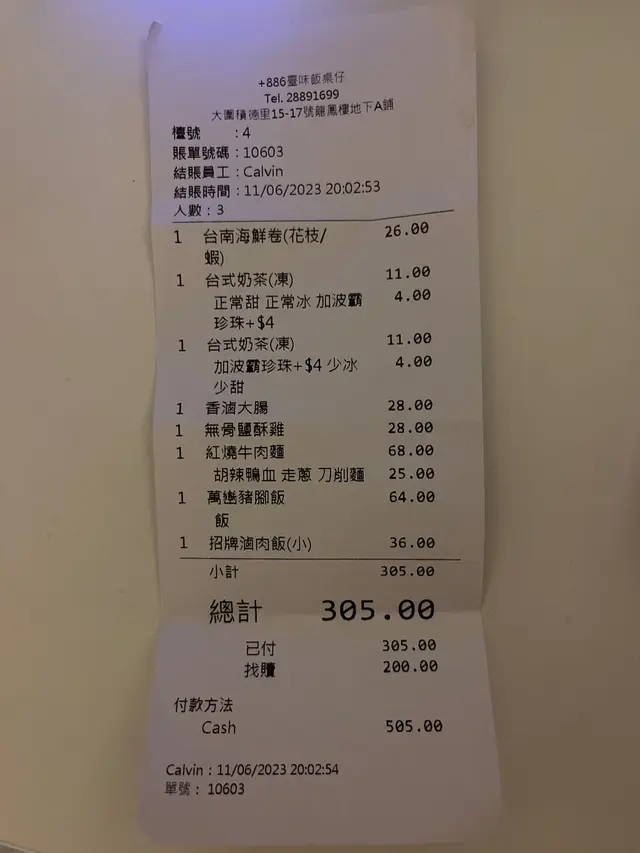 +886臺味飯桌仔
Tel. 28891699
大圍積德里15-17號龍鳳樓地下A舖
檯號 : 4
賬單號碼 : 10603
結賬員工 : Calvin
結賬時間 : 11/06/2023 20:02:53
人數 : 3
1 台南海鮮卷(花枝/ 26.00
蝦)
1 台式奶茶(凍) 11.00
正常甜 正常冰 加波霸 4.00
珍珠+$4
1 台式奶茶(凍) 11.00
加波霸珍珠+$4 少冰 4.00
少甜
1 香滷大腸 28.00
1 無骨鹽酥雞 28.00
1 紅燒牛肉麵 68.00
胡辣鴨血 走蔥 刀削麵 25.00
1 萬巒豬腳飯 64.00
飯
1 招牌滷肉飯(小) 36.00
小計 305.00
總計 305.00
已付 305.00
找贖 200.00
付款方法
Cash 505.00
Calvin : 11/06/2023 20:02:54
單號 : 10603